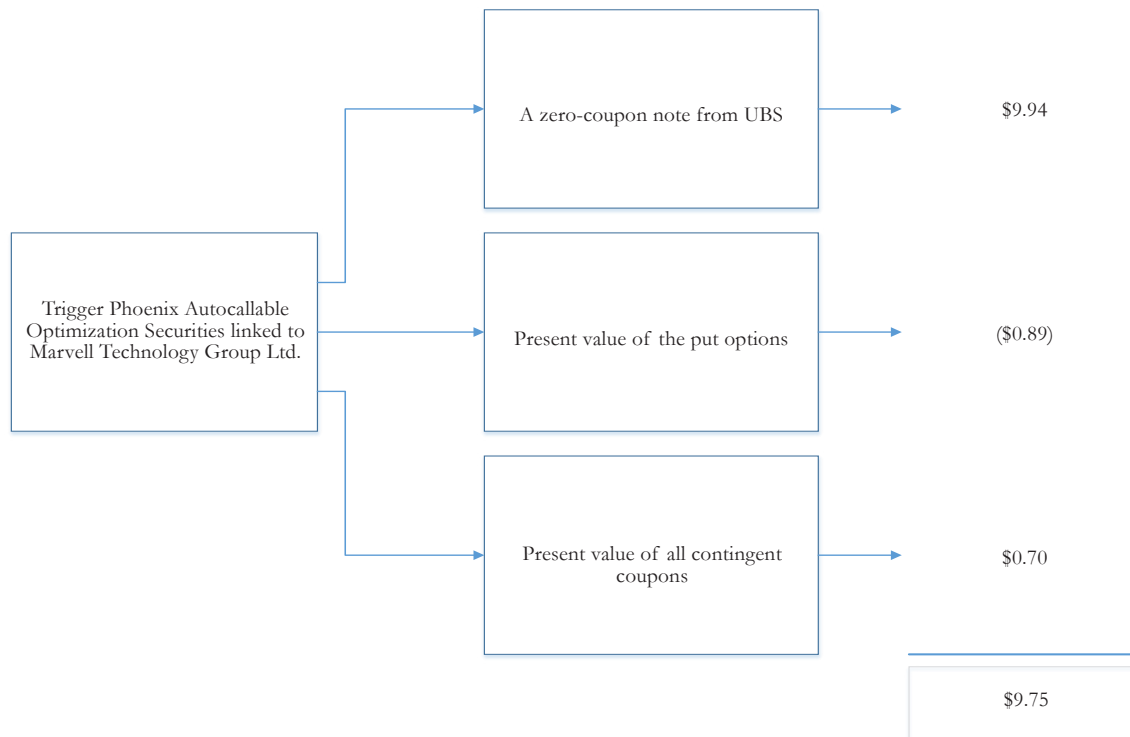 A zero-coupon note from UBS
$9.94
Trigger Phoenix Autocallable
Optimization Securities linked to
Marvell Technology Group Ltd.
Present value of the put options
($0.89)
Present value of all contingent
coupons
$0.70
$9.75